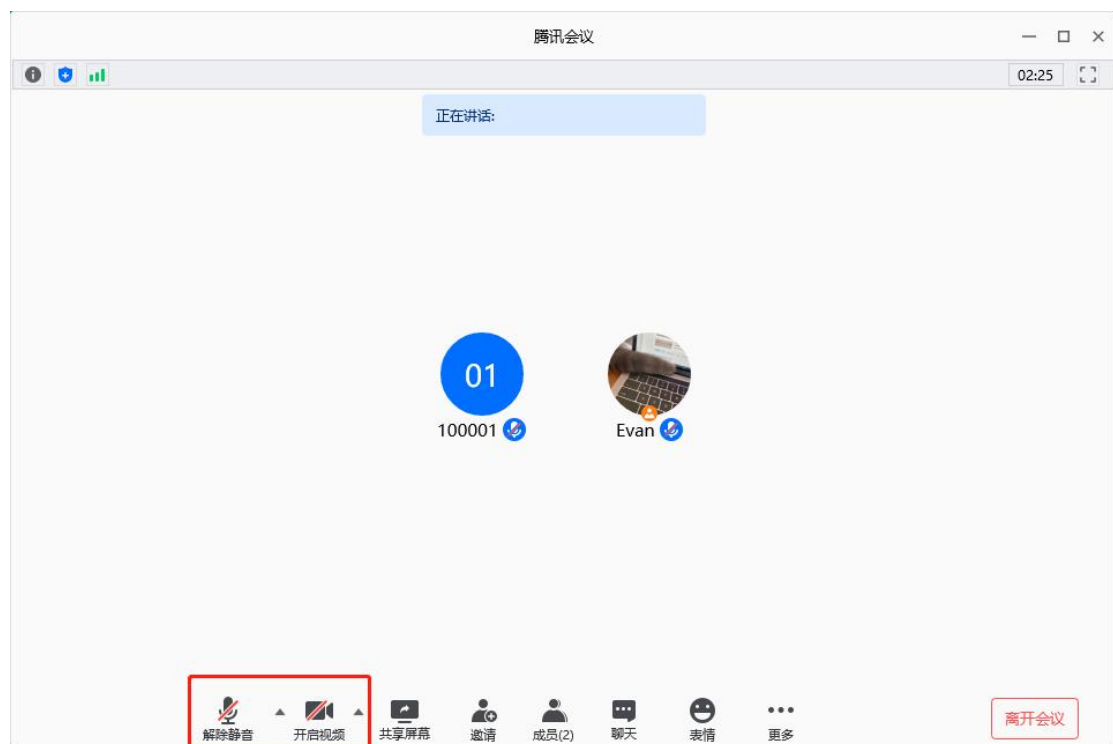 腾讯会议
02:25
正在讲话:
01
100001
Evan
解除静音
开启视频
共享屏幕
邀请
成员(2)
聊天
表情
更多
离开会议